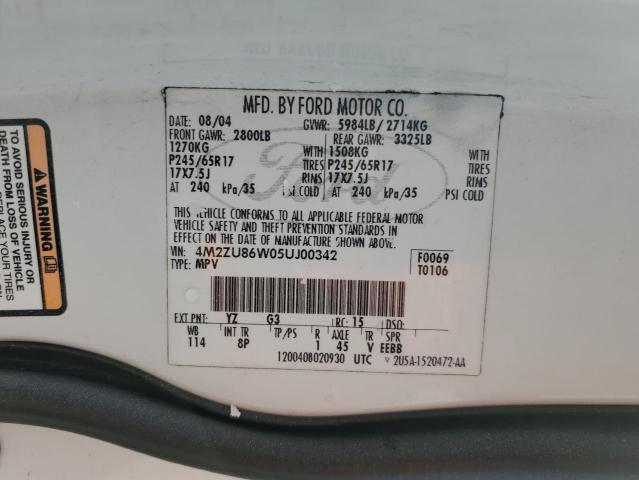 MFD. BY FORD MOTOR CO.
DATE: 08/04 GVWR: 5984LB/ 2714KG
FRONT GAWR: 2800LB REAR GAWR: 3325LB
1270KG WITH 1508KG WITH
P245/65R17 TIRES P245/65R17 TIRES
17X7.5J RIMS 17X7.5J RIMS
AT 240 kPa/35 PSI COLD AT 240 kPa/35 PSI COLD
Ford
THIS VEHICLE CONFORMS TO ALL APPLICABLE FEDERAL MOTOR
VEHICLE SAFETY AND THEFT PREVENTION STANDARDS
IN EFFECT ON THE DATE OF MANUFACTURE SHOWN ABOVE.
VIN: 4M2ZU86W05UJ00342 F0069
TYPE: MPV T0106
EXT PNT: YZ G3 RC: 15 DSO:
WB INT TR TP/PS R AXLE TR SPR
114 8P 1 45 V EEBB
1200408020930 UTC 2U5A-1520472-AA
WARNING
TO AVOID SERIOUS INJURY
DEATH FROM LOSS OF VEHICLE